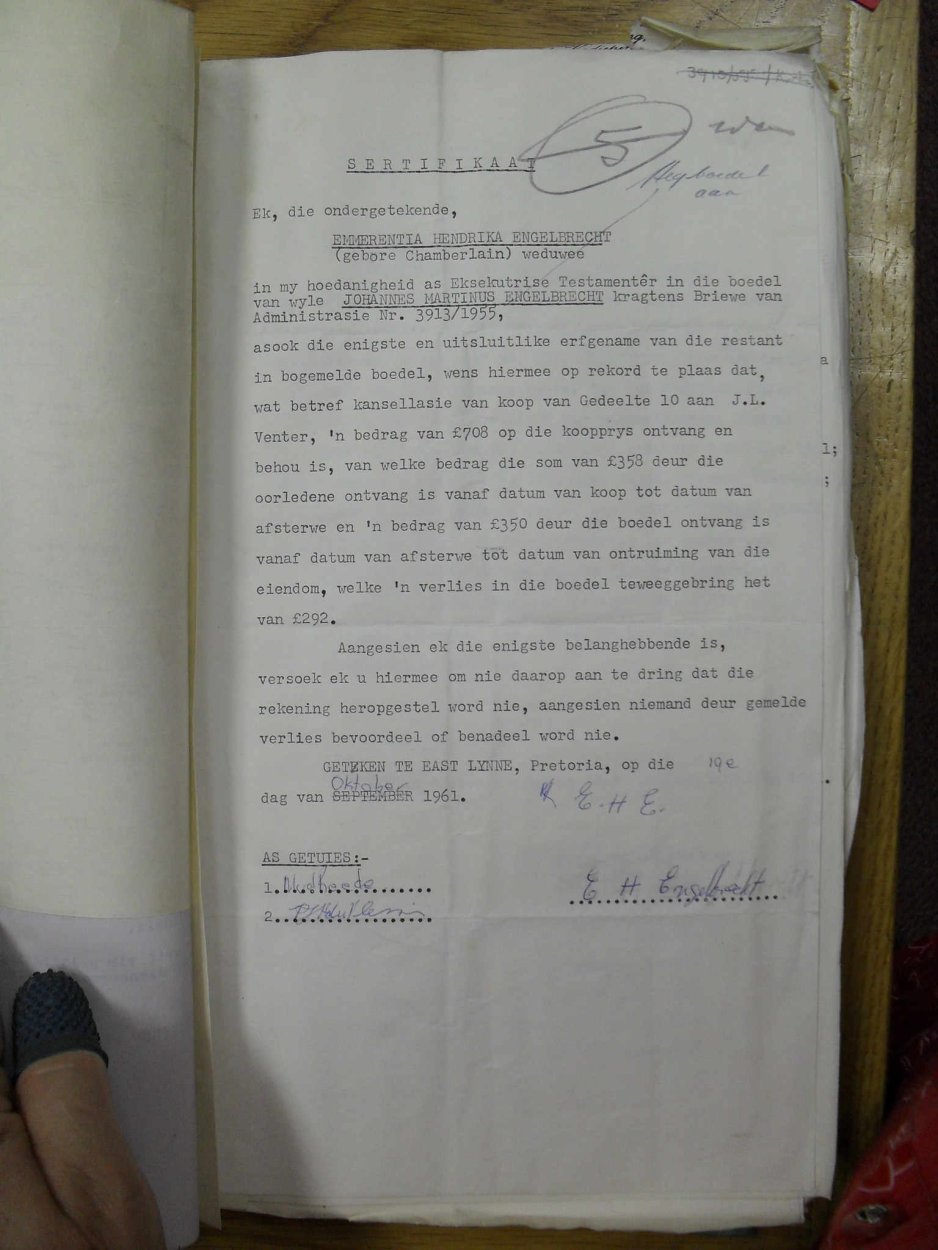 5
Hegboedel
aan
S E R T I F I K A A T
Ek, die ondergetekende,
EMMERENTIA HENDRIKA ENGELBRECHT
(gebore Chamberlain) weduwee
in my hoedanigheid as Eksekutrise Testamentêr in die boedel
van wyle JOHANNES MARTINUS ENGELBRECHT kragtens Briewe van
Administrasie Nr. 3913/1955,
asook die enigste en uitsluitlike erfgename van die restant
in bogemelde boedel, wens hiermee op rekord te plaas dat,
wat betref kansellasie van koop van Gedeelte 10 aan J.L.
Venter, 'n bedrag van £708 op die koopprys ontvang en
behou is, van welke bedrag die som van £358 deur die
oorledene ontvang is vanaf datum van koop tot datum van
afsterwe en 'n bedrag van £350 deur die boedel ontvang is
vanaf datum van afsterwe tot datum van ontruiming van die
eiendom, welke 'n verlies in die boedel teweeggebring het
van £292.
Aangesien ek die enigste belanghebbende is,
versoek ek u hiermee om nie daarop aan te dring dat die
rekening heropgestel word nie, aangesien niemand deur gemelde
verlies bevoordeel of benadeel word nie.
GETEKEN TE EAST LYNNE, Pretoria, op die 19e
Oktober
dag van SEPTEMBER 1961. E.H E.
AS GETUIES:-
1.
E H Engelbrecht
2.
a
l;
;